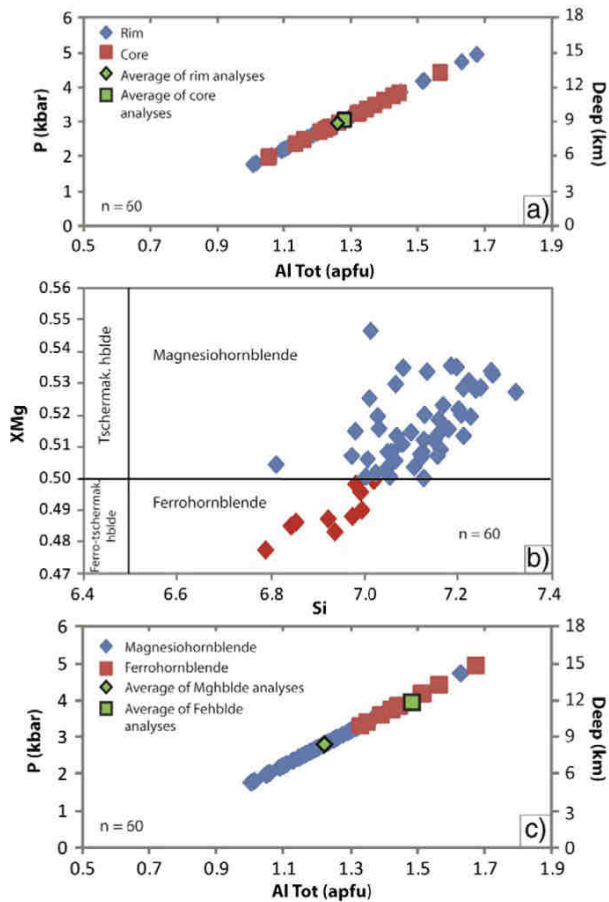 6
5
4
3
2
1
0
P (kbar)
Rim
Core
Average of rim analyses
Average of core
analyses
n = 60
18
15
12
9
6
3
0
Deep (km)
a)
0.5 0.7 0.9 1.1 1.3 1.5 1.7 1.9
Al Tot (apfu)
0.56
0.55
0.54
0.53
0.52
0.51
0.50
0.49
0.48
0.47
XMg
Tschermak. hblde
Magnesiohornblende
Ferro-tschermak.
hblde
Ferrohornblende
n = 60
b)
6.4 6.6 6.8 7.0 7.2 7.4
Si
6
5
4
3
2
1
0
P (kbar)
Magnesiohornblende
Ferrohornblende
Average of Mghblde analyses
Average of Fehblde
analyses
n = 60
18
15
12
9
6
3
0
Deep (km)
c)
0.5 0.7 0.9 1.1 1.3 1.5 1.7 1.9
Al Tot (apfu)